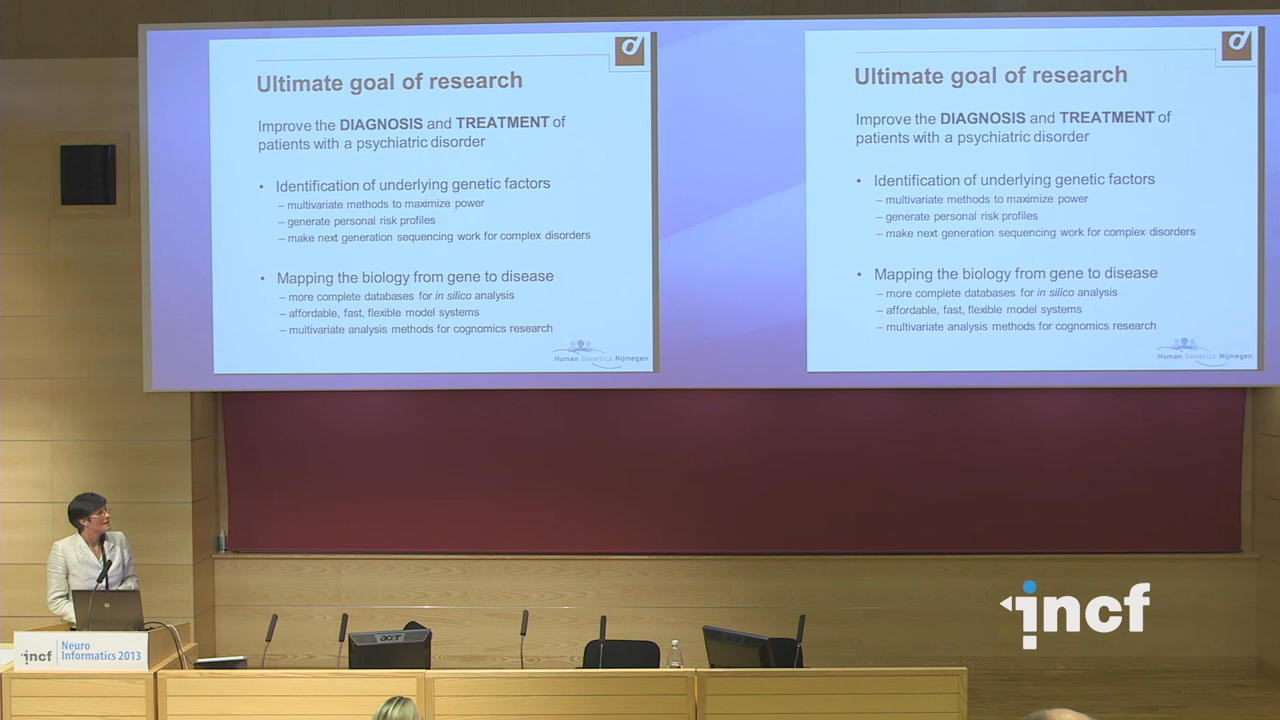 Ultimate goal of research
Improve the DIAGNOSIS and TREATMENT of
patients with a psychiatric disorder
• Identification of underlying genetic factors
– multivariate methods to maximize power
– generate personal risk profiles
– make next generation sequencing work for complex disorders
• Mapping the biology from gene to disease
– more complete databases for in silico analysis
– affordable, fast, flexible model systems
– multivariate analysis methods for cognomics research
Human Genetics Nijmegen
Ultimate goal of research
Improve the DIAGNOSIS and TREATMENT of
patients with a psychiatric disorder
• Identification of underlying genetic factors
– multivariate methods to maximize power
– generate personal risk profiles
– make next generation sequencing work for complex disorders
• Mapping the biology from gene to disease
– more complete databases for in silico analysis
– affordable, fast, flexible model systems
– multivariate analysis methods for cognomics research
Human Genetics Nijmegen
incf
Neuro
Informatics 2013
acer
incf